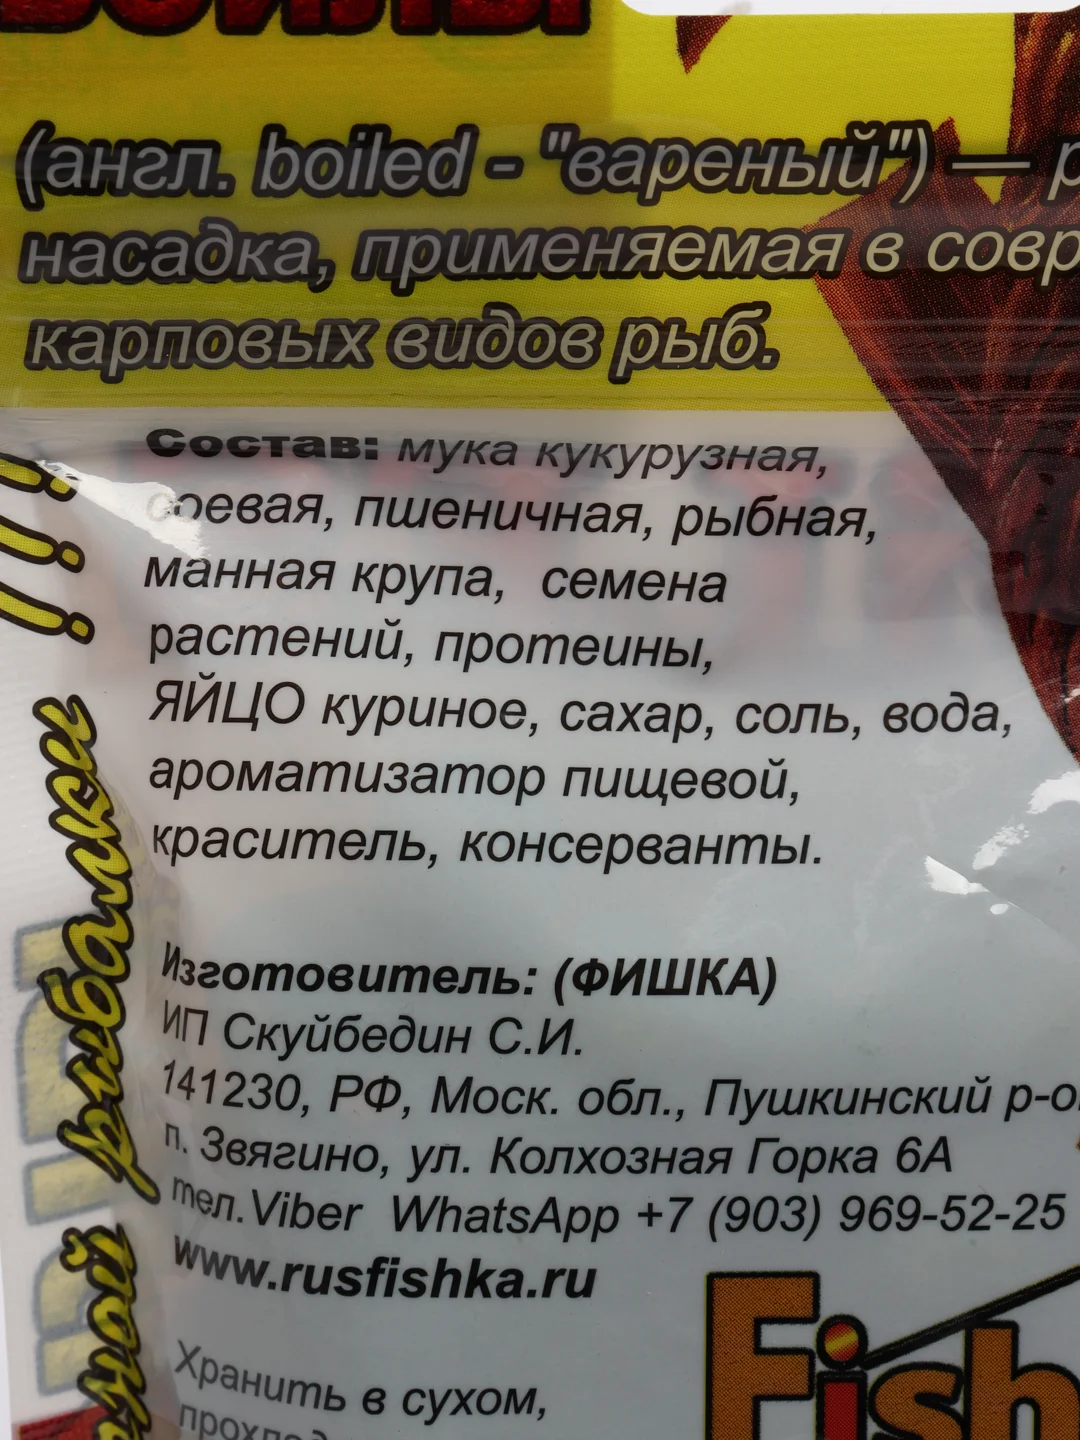 (англ. boiled - "вареный") —
насадка, применяемая в
карповых видов рыб.
Состав: мука кукурузная,
соевая, пшеничная, рыбная,
манная крупа, семена
растений, протеины,
ЯЙЦО куриное, сахар, соль, вода,
ароматизатор пищевой,
краситель, консерванты.
Изготовитель: (ФИШКА)
ИП Скуйбедин С.И.
141230, РФ, Моск. обл., Пушкинский
п. Звягино, ул. Колхозная Горка 6А
тел.Viber WhatsApp +7 (903) 969-52-25
www.rusfishka.ru
Хранить в сухом,
Fish
рыбалки !!!